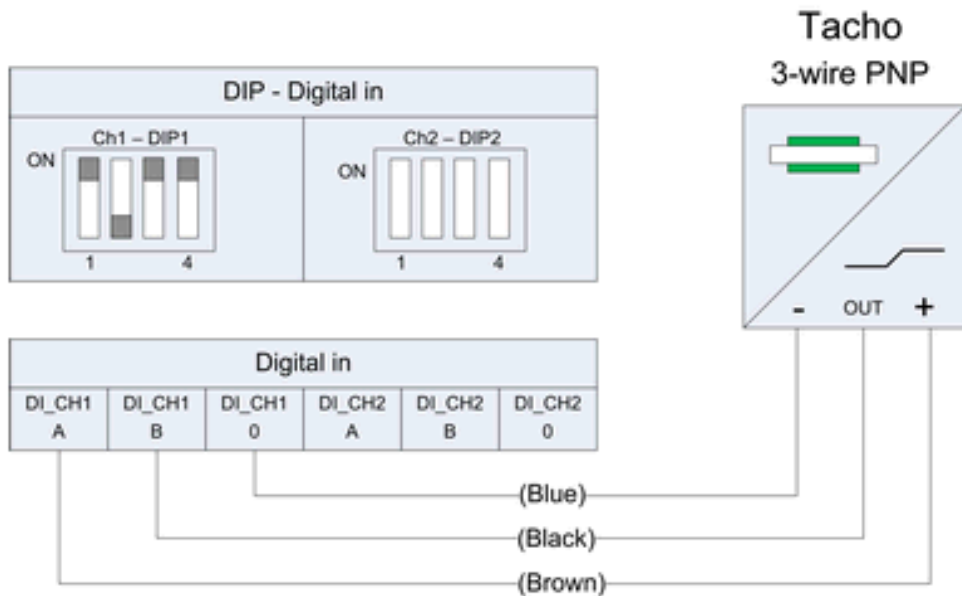 Tacho
3-wire PNP
DIP - Digital in
Ch1 – DIP1
ON
1 4
Ch2 – DIP2
ON
1 4
- OUT +
Digital in
DI_CH1 DI_CH1 DI_CH1 DI_CH2 DI_CH2 DI_CH2
A B 0 A B 0
(Blue)
(Black)
(Brown)